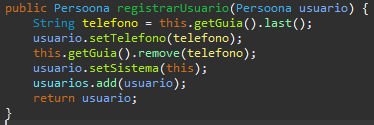 public Persoona registrarUsuario(Persoona usuario) {
String telefono = this.getGuia().last();
usuario.setTelefono(telefono);
this.getGuia().remove(telefono);
usuario.setSistema(this);
usuarios.add(usuario);
return usuario;
}